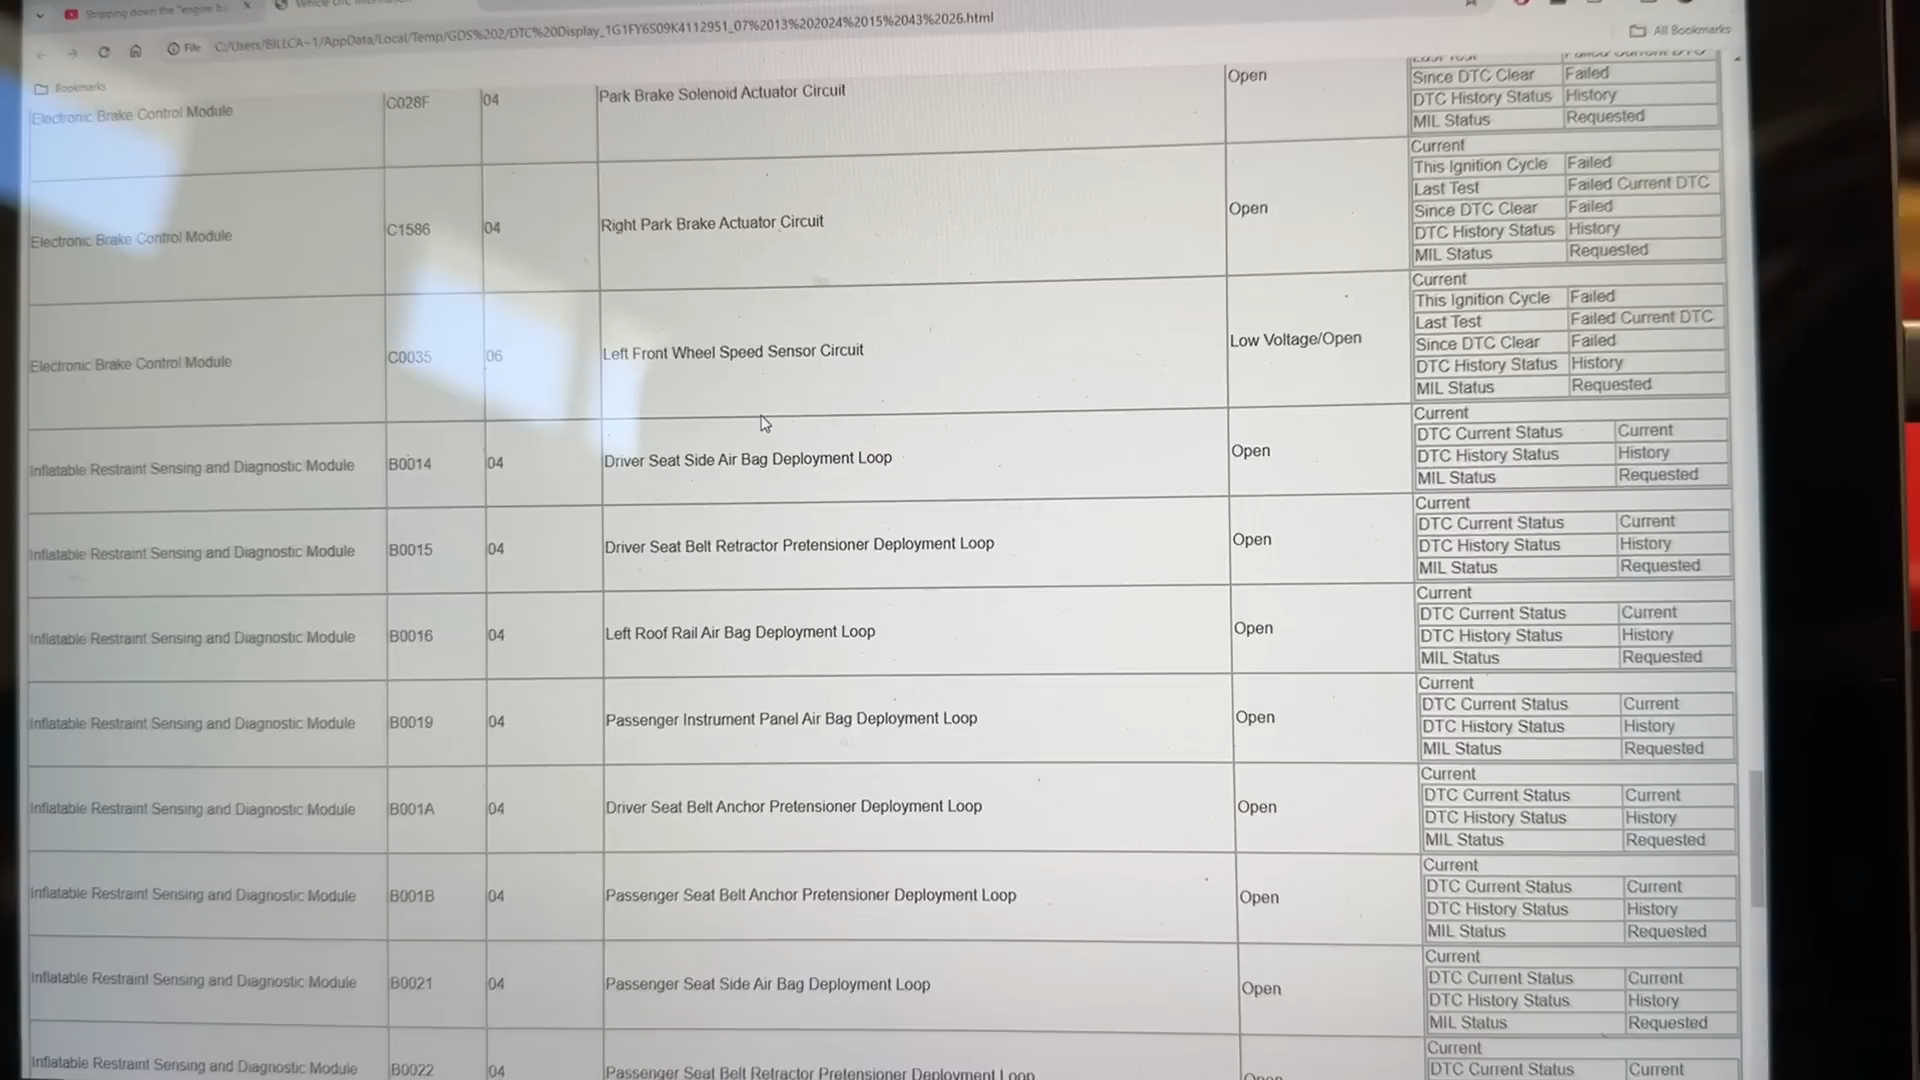 Stripping down the "engine b
Vehicle DTC Information
File C:/Users/BILLCA~1/AppData/Local/Temp/GDS%202/DTC%20Display_1G1FY6S09K4112951_07%2013%202024%2015%2043%2026.html
All Bookmarks
Bookmarks
Electronic Brake Control Module C028F 04 Park Brake Solenoid Actuator Circuit Open
Last Test Failed Current DTC
Since DTC Clear Failed
DTC History Status History
MIL Status Requested
Electronic Brake Control Module C1586 04 Right Park Brake Actuator Circuit Open
Current
This Ignition Cycle Failed
Last Test Failed Current DTC
Since DTC Clear Failed
DTC History Status History
MIL Status Requested
Electronic Brake Control Module C0035 06 Left Front Wheel Speed Sensor Circuit Low Voltage/Open
Current
This Ignition Cycle Failed
Last Test Failed Current DTC
Since DTC Clear Failed
DTC History Status History
MIL Status Requested
Inflatable Restraint Sensing and Diagnostic Module B0014 04 Driver Seat Side Air Bag Deployment Loop Open
Current
DTC Current Status Current
DTC History Status History
MIL Status Requested
Inflatable Restraint Sensing and Diagnostic Module B0015 04 Driver Seat Belt Retractor Pretensioner Deployment Loop Open
Current
DTC Current Status Current
DTC History Status History
MIL Status Requested
Inflatable Restraint Sensing and Diagnostic Module B0016 04 Left Roof Rail Air Bag Deployment Loop Open
Current
DTC Current Status Current
DTC History Status History
MIL Status Requested
Inflatable Restraint Sensing and Diagnostic Module B0019 04 Passenger Instrument Panel Air Bag Deployment Loop Open
Current
DTC Current Status Current
DTC History Status History
MIL Status Requested
Inflatable Restraint Sensing and Diagnostic Module B001A 04 Driver Seat Belt Anchor Pretensioner Deployment Loop Open
Current
DTC Current Status Current
DTC History Status History
MIL Status Requested
Inflatable Restraint Sensing and Diagnostic Module B001B 04 Passenger Seat Belt Anchor Pretensioner Deployment Loop Open
Current
DTC Current Status Current
DTC History Status History
MIL Status Requested
Inflatable Restraint Sensing and Diagnostic Module B0021 04 Passenger Seat Side Air Bag Deployment Loop Open
Current
DTC Current Status Current
DTC History Status History
MIL Status Requested
Inflatable Restraint Sensing and Diagnostic Module B0022 04 Passenger Seat Belt Retractor Pretensioner Deployment Loop Open
Current
DTC Current Status Current